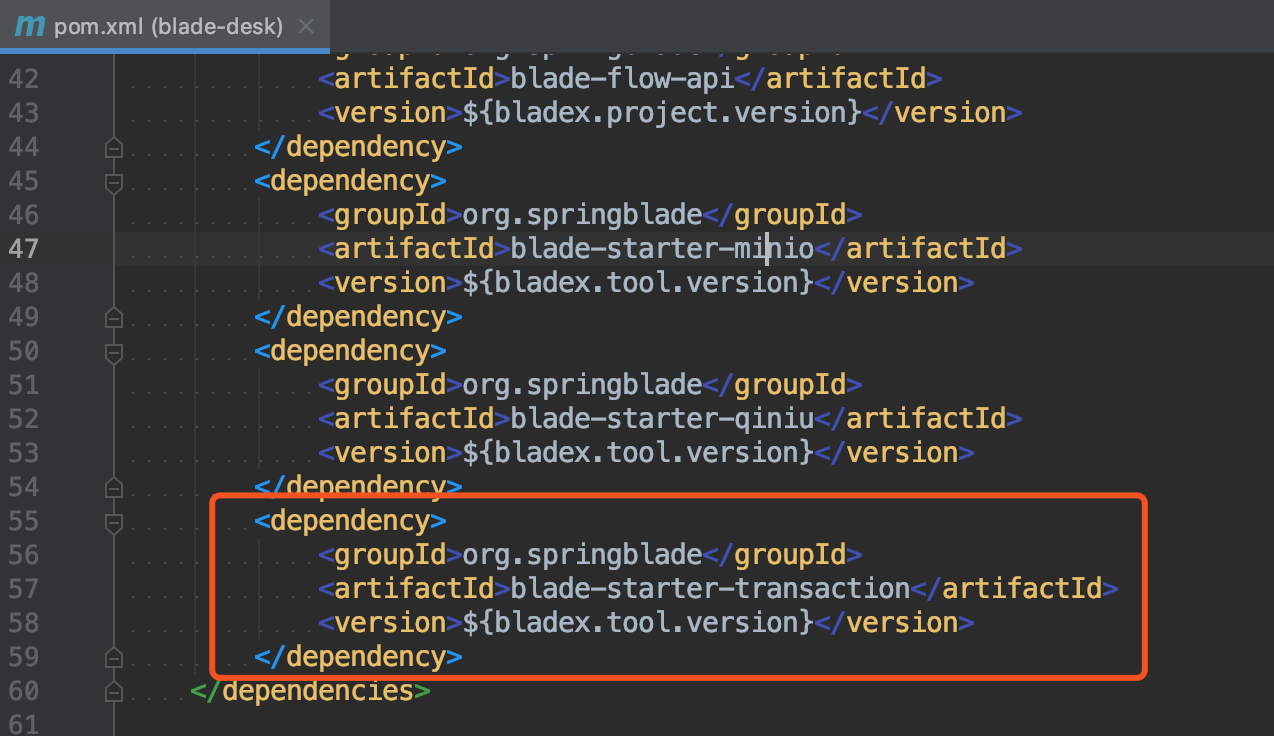 pom.xml (blade-desk)
42 <artifactId>blade-flow-api</artifactId>
43 <version>${bladex.project.version}</version>
44 </dependency>
45 <dependency>
46 <groupId>org.springblade</groupId>
47 <artifactId>blade-starter-minio</artifactId>
48 <version>${bladex.tool.version}</version>
49 </dependency>
50 <dependency>
51 <groupId>org.springblade</groupId>
52 <artifactId>blade-starter-qiniu</artifactId>
53 <version>${bladex.tool.version}</version>
54 </dependency>
55 <dependency>
56 <groupId>org.springblade</groupId>
57 <artifactId>blade-starter-transaction</artifactId>
58 <version>${bladex.tool.version}</version>
59 </dependency>
60 </dependencies>
61